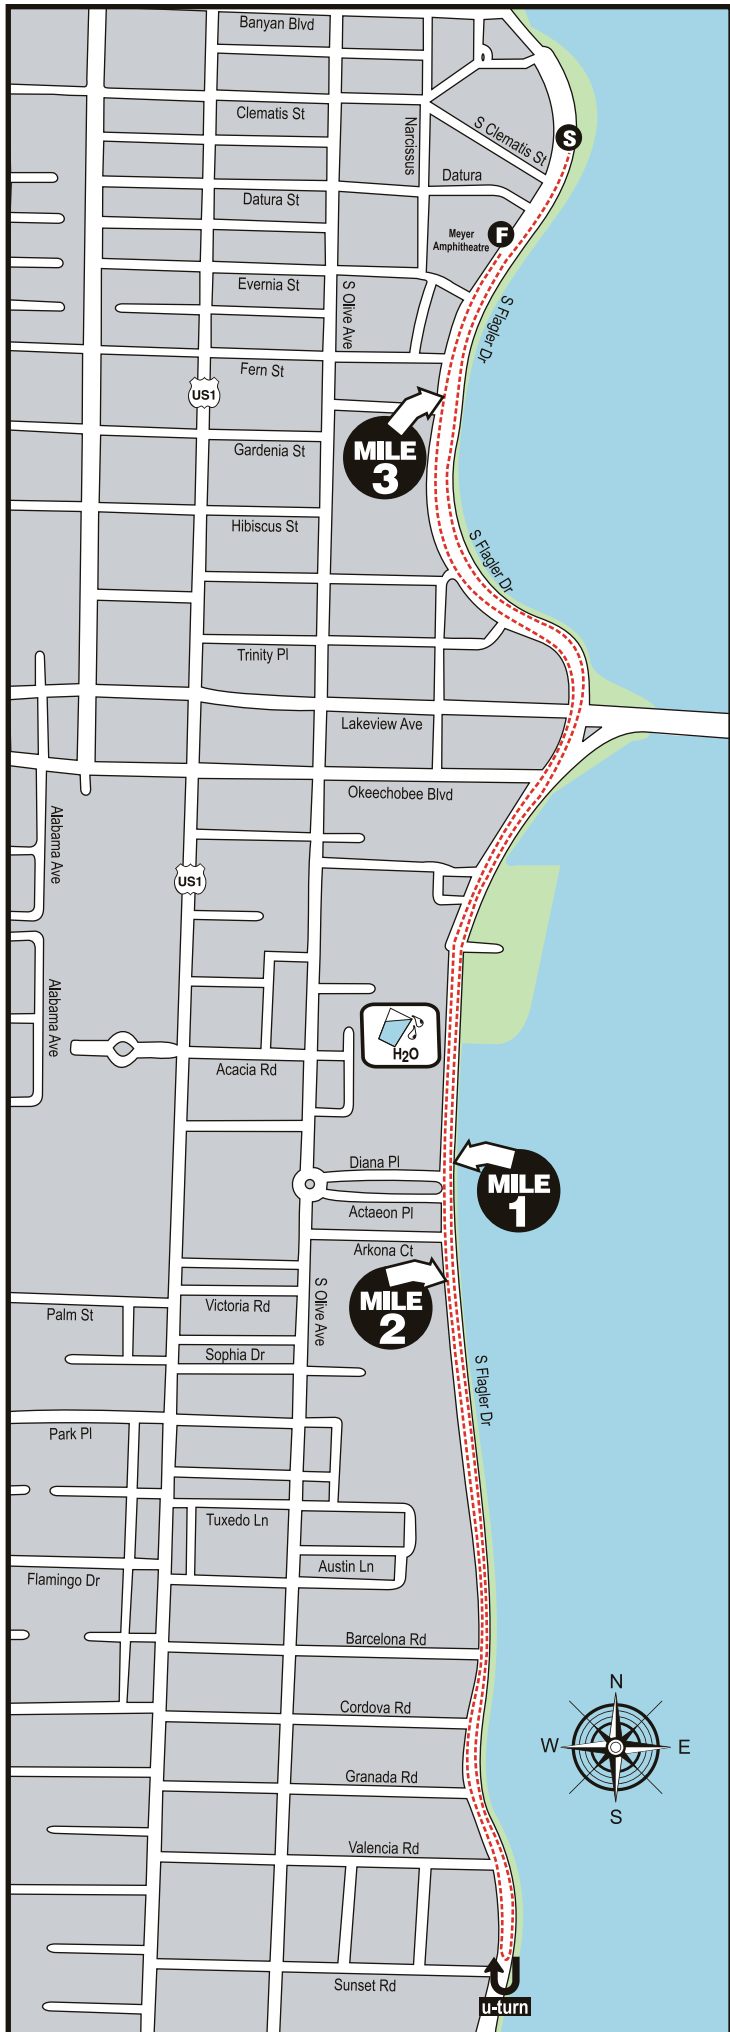 Banyan Blvd
Clematis St
Narcissus
S Clematis St
S
Datura
Datura St
Meyer
Amphitheatre
F
Evernia St
S Olive Ave
S Flagler Dr
Fern St
US1
MILE
3
Gardenia St
Hibiscus St
S Flagler Dr
Trinity Pl
Lakeview Ave
Okeechobee Blvd
Alabama Ave
US1
Alabama Ave
H2O
Acacia Rd
Diana Pl
MILE
1
Actaeon Pl
Arkona Ct
S Olive Ave
MILE
2
Victoria Rd
Palm St
Sophia Dr
S Flagler Dr
Park Pl
Tuxedo Ln
Austin Ln
Flamingo Dr
Barcelona Rd
N
Cordova Rd
W
E
Granada Rd
S
Valencia Rd
Sunset Rd
u-turn